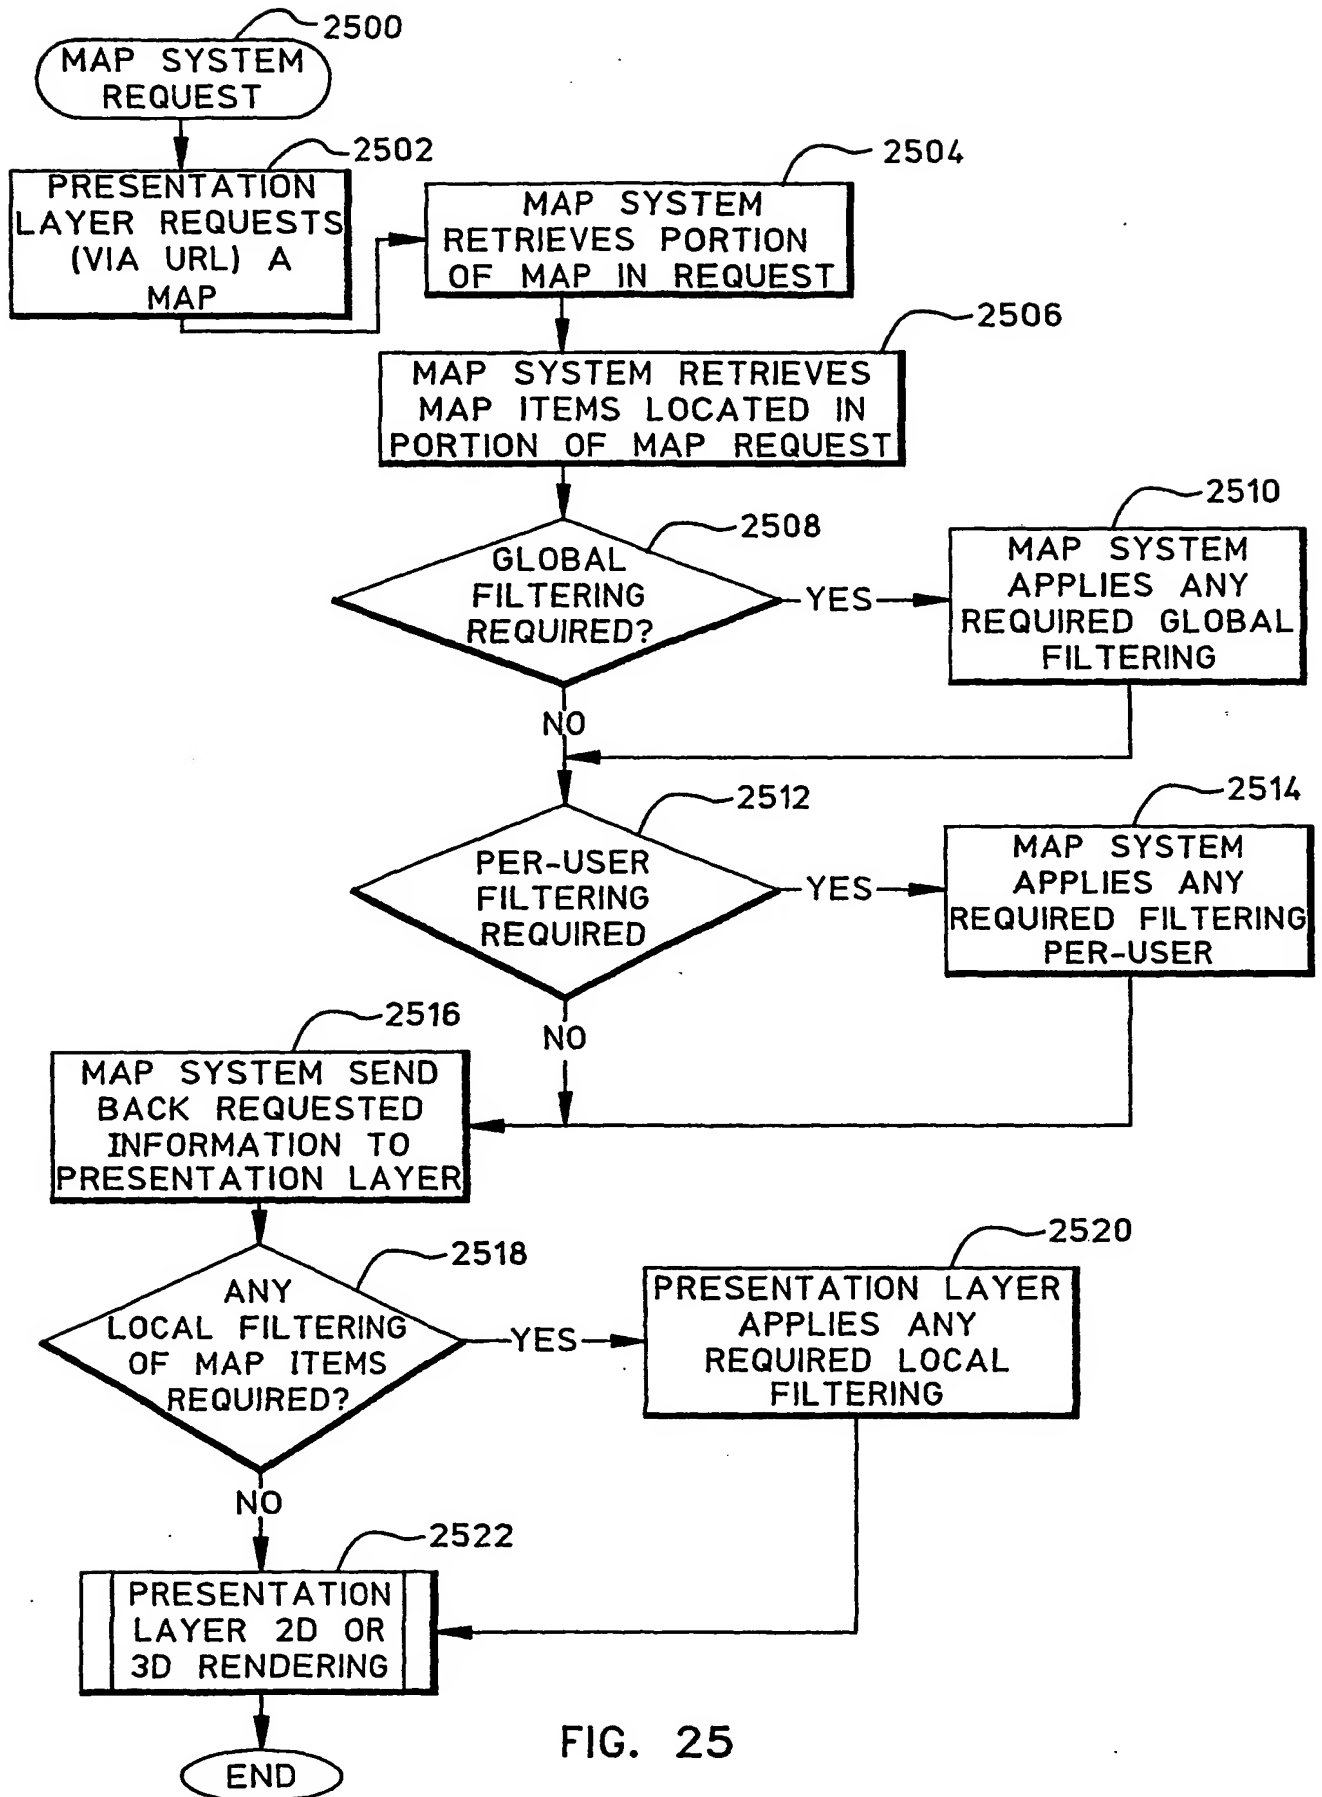 2500
MAP SYSTEM
REQUEST
2502
PRESENTATION
LAYER REQUESTS
(VIA URL) A
MAP
2504
MAP SYSTEM
RETRIEVES PORTION
OF MAP IN REQUEST
2506
MAP SYSTEM RETRIEVES
MAP ITEMS LOCATED IN
PORTION OF MAP REQUEST
2508
GLOBAL
FILTERING
REQUIRED?
YES
2510
MAP SYSTEM
APPLIES ANY
REQUIRED GLOBAL
FILTERING
NO
2512
PER-USER
FILTERING
REQUIRED
YES
2514
MAP SYSTEM
APPLIES ANY
REQUIRED FILTERING
PER-USER
NO
2516
MAP SYSTEM SEND
BACK REQUESTED
INFORMATION TO
PRESENTATION LAYER
2518
ANY
LOCAL FILTERING
OF MAP ITEMS
REQUIRED?
YES
2520
PRESENTATION LAYER
APPLIES ANY
REQUIRED LOCAL
FILTERING
NO
2522
PRESENTATION
LAYER 2D OR
3D RENDERING
END
FIG. 25